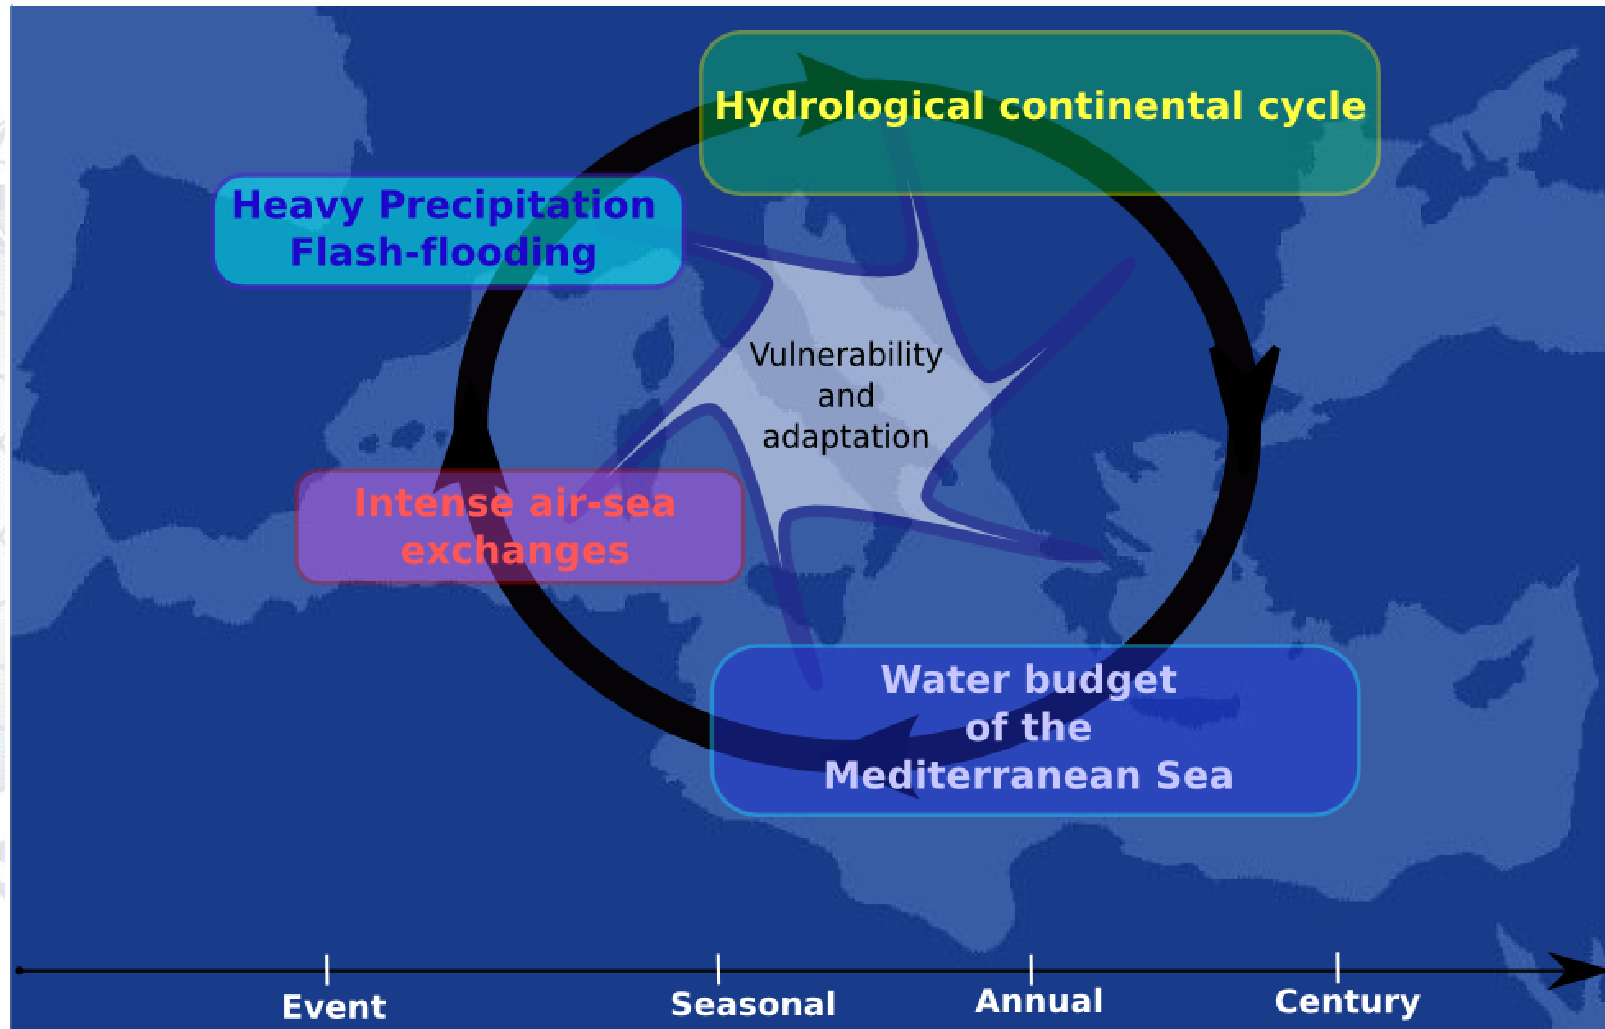 Hydrological continental cycle
Heavy Precipitation
Flash-flooding
Vulnerability
and
adaptation
Intense air-sea
exchanges
Water budget
of the
Mediterranean Sea
Event
Seasonal
Annual
Century